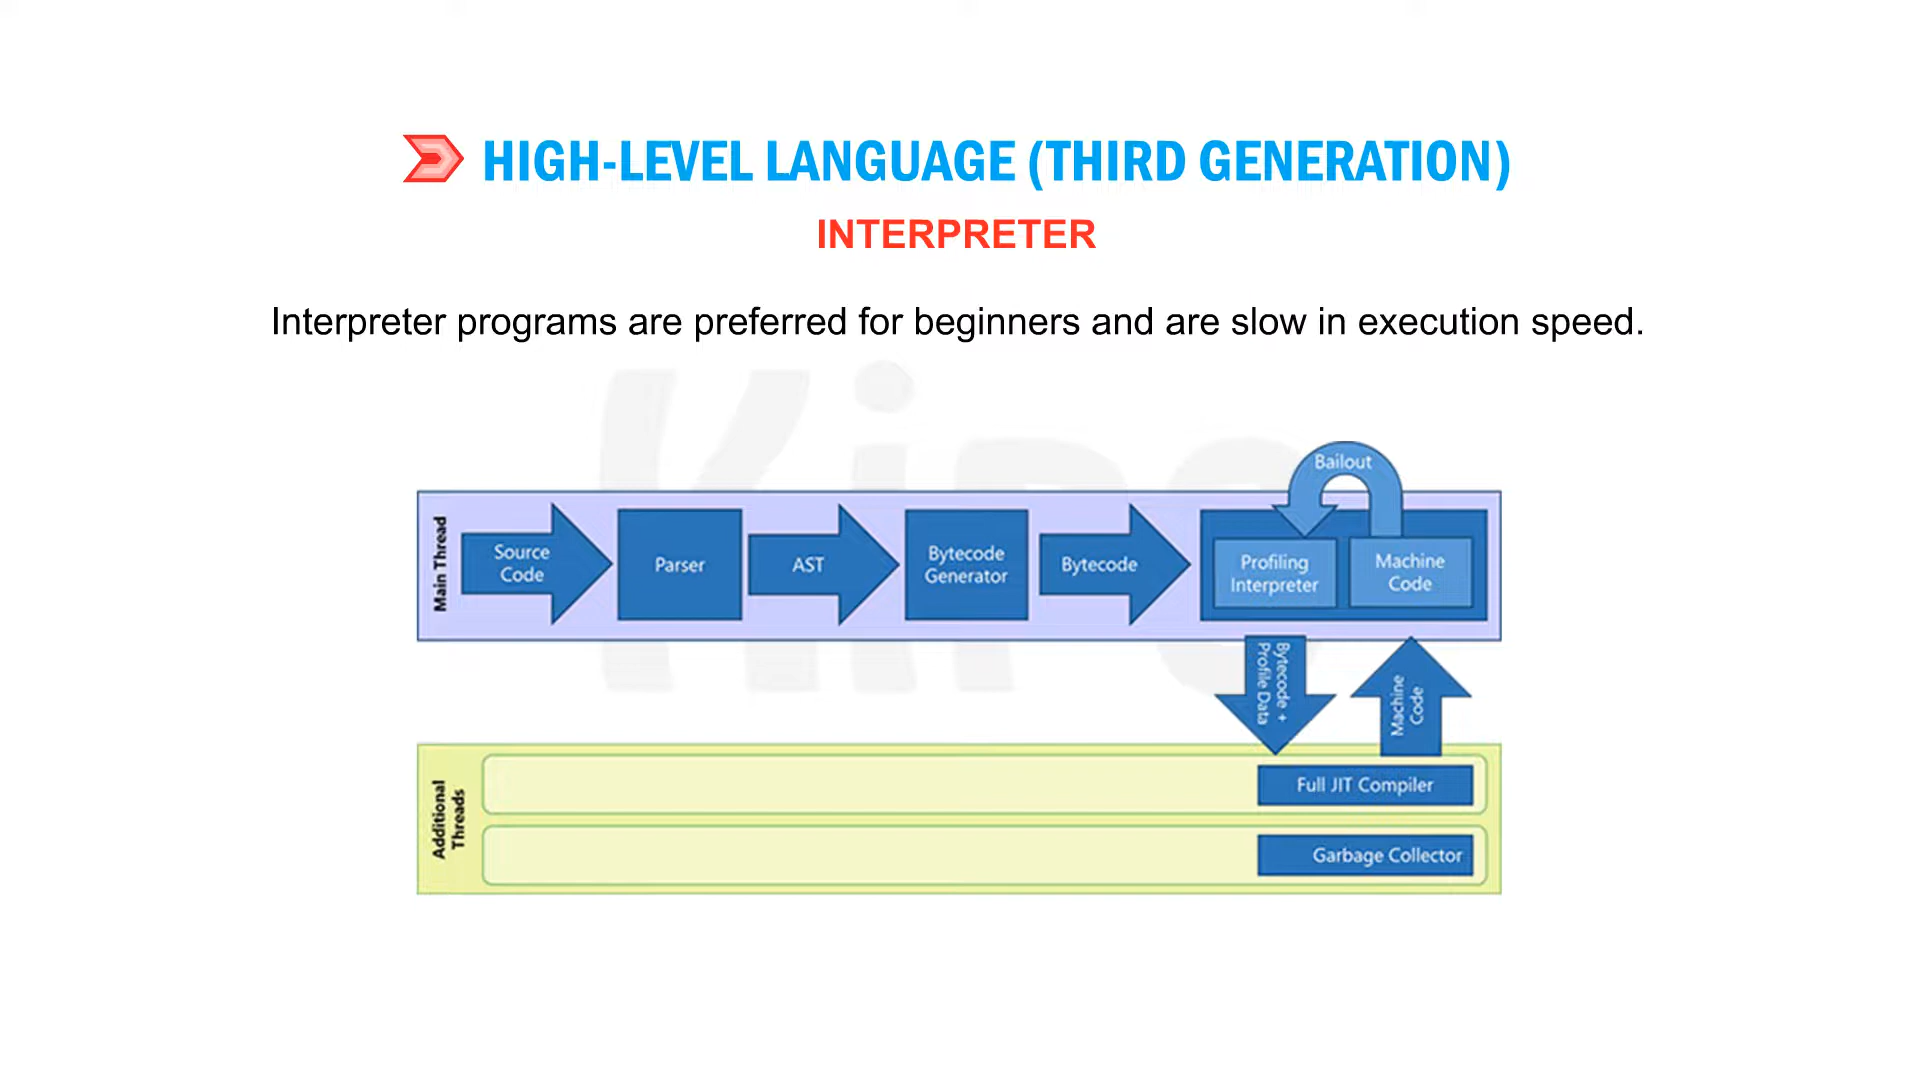 HIGH-LEVEL LANGUAGE (THIRD GENERATION)
INTERPRETER
Interpreter programs are preferred for beginners and are slow in execution speed.
Bailout
Main Thread
Source
Code
Parser
AST
Bytecode
Generator
Bytecode
Profiling
Interpreter
Machine
Code
Bytecode +
Profile Data
Machine
Code
Additional
Threads
Full JIT Compiler
Garbage Collector